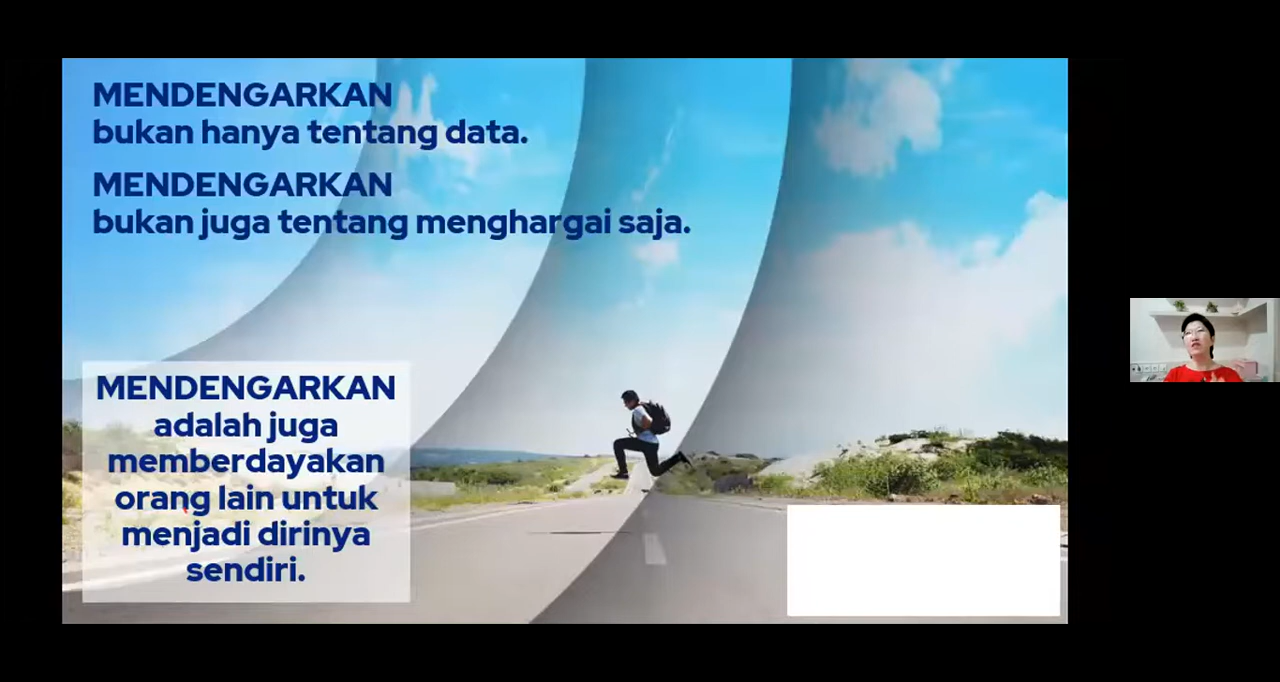 MENDENGARKAN
bukan hanya tentang data.
MENDENGARKAN
bukan juga tentang menghargai saja.
MENDENGARKAN
adalah juga
memberdayakan
orang lain untuk
menjadi dirinya
sendiri.